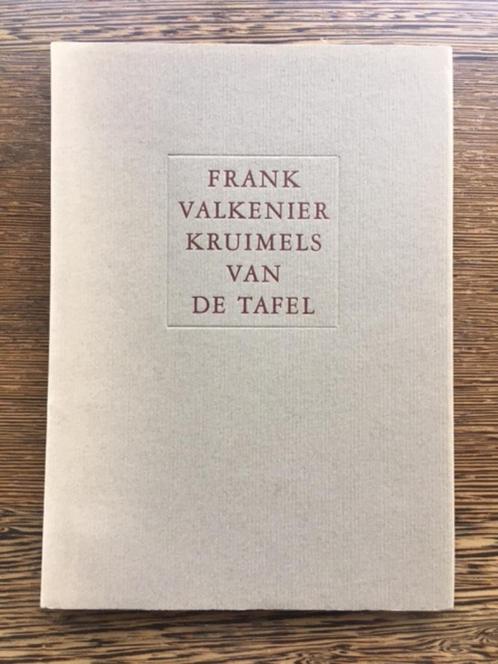 FRANK
VALKENIER
KRUIMELS
VAN
DE TAFEL